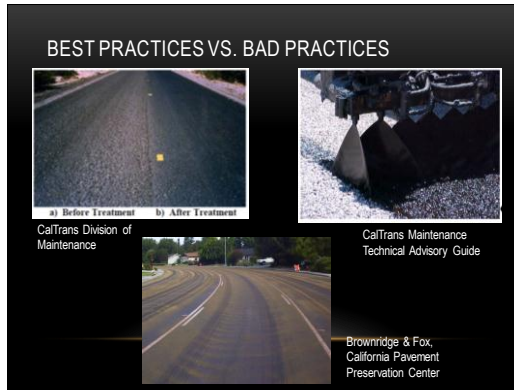 BEST PRACTICES VS. BAD PRACTICES
a) Before Treatment b) After Treatment
CalTrans Division of
Maintenance
CalTrans Maintenance
Technical Advisory Guide
Brownridge & Fox,
California Pavement
Preservation Center